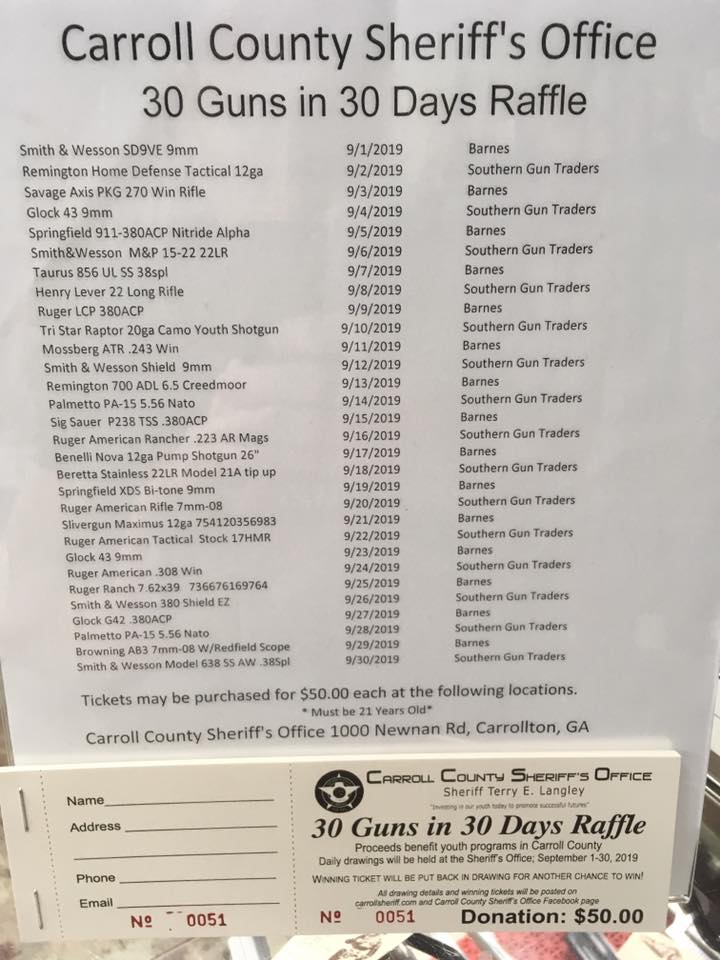 Carroll County Sheriff's Office
30 Guns in 30 Days Raffle
Smith & Wesson SD9VE 9mm 9/1/2019 Barnes
Remington Home Defense Tactical 12ga 9/2/2019 Southern Gun Traders
Savage Axis PKG 270 Win Rifle 9/3/2019 Barnes
Glock 43 9mm 9/4/2019 Southern Gun Traders
Springfield 911-380ACP Nitride Alpha 9/5/2019 Barnes
Smith&Wesson M&P 15-22 22LR 9/6/2019 Southern Gun Traders
Taurus 856 UL SS 38spl 9/7/2019 Barnes
Henry Lever 22 Long Rifle 9/8/2019 Southern Gun Traders
Ruger LCP 380ACP 9/9/2019 Barnes
Tri Star Raptor 20ga Camo Youth Shotgun 9/10/2019 Southern Gun Traders
Mossberg ATR .243 Win 9/11/2019 Barnes
Smith & Wesson Shield 9mm 9/12/2019 Southern Gun Traders
Remington 700 ADL 6.5 Creedmoor 9/13/2019 Barnes
Palmetto PA-15 5.56 Nato 9/14/2019 Southern Gun Traders
Sig Sauer P238 TSS .380ACP 9/15/2019 Barnes
Ruger American Rancher .223 AR Mags 9/16/2019 Southern Gun Traders
Benelli Nova 12ga Pump Shotgun 26" 9/17/2019 Barnes
Beretta Stainless 22LR Model 21A tip up 9/18/2019 Southern Gun Traders
Springfield XDS Bi-tone 9mm 9/19/2019 Barnes
Ruger American Rifle 7mm-08 9/20/2019 Southern Gun Traders
Slivergun Maximus 12ga 754120356983 9/21/2019 Barnes
Ruger American Tactical Stock 17HMR 9/22/2019 Southern Gun Traders
Glock 43 9mm 9/23/2019 Barnes
Ruger American .308 Win 9/24/2019 Southern Gun Traders
Ruger Ranch 7.62x39 736676169764 9/25/2019 Barnes
Smith & Wesson 380 Shield EZ 9/26/2019 Southern Gun Traders
Glock G42 .380ACP 9/27/2019 Barnes
Palmetto PA-15 5.56 Nato 9/28/2019 Southern Gun Traders
Browning AB3 7mm-08 W/Redfield Scope 9/29/2019 Barnes
Smith & Wesson Model 638 SS AW .38Spl 9/30/2019 Southern Gun Traders
Tickets may be purchased for $50.00 each at the following locations.
* Must be 21 Years Old*
Carroll County Sheriff's Office 1000 Newnan Rd, Carrollton, GA
Name
Address
Phone
Email
Nº 0051
Carroll County Sheriff's Office
Sheriff Terry E. Langley
"Investing in our youth today to promote successful futures"
30 Guns in 30 Days Raffle
Proceeds benefit youth programs in Carroll County
Daily drawings will be held at the Sheriff's Office; September 1-30, 2019
Winning ticket will be put back in drawing for another chance to win!
All drawing details and winning tickets will be posted on
carrollsheriff.com and Carroll County Sheriff's Office Facebook page
Nº 0051 Donation: $50.00